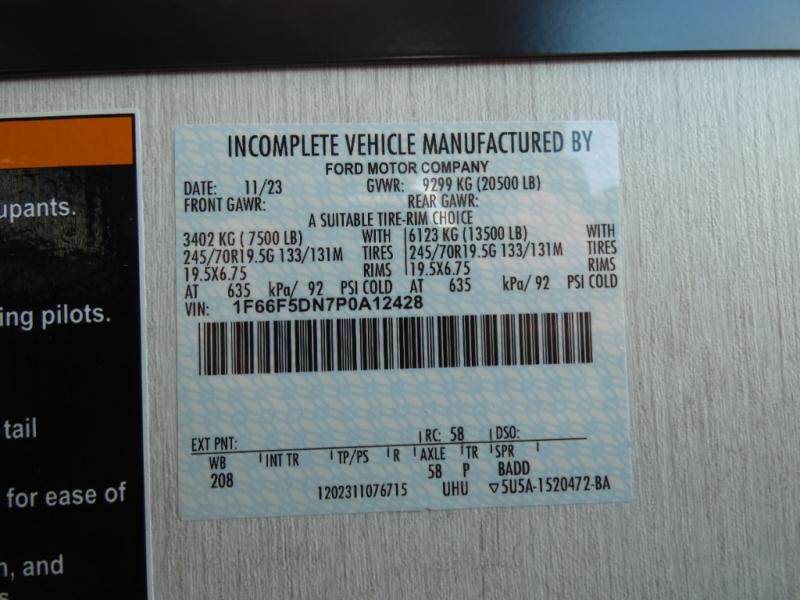 upants.
ing pilots.
tail
for ease of
n, and
INCOMPLETE VEHICLE MANUFACTURED BY
FORD MOTOR COMPANY
DATE: 11/23 GVWR: 9299 KG (20500 LB)
FRONT GAWR: REAR GAWR:
A SUITABLE TIRE-RIM CHOICE
3402 KG ( 7500 LB) WITH 6123 KG ( 13500 LB) WITH
245/70R19.5G 133/131M TIRES 245/70R19.5G 133/131M TIRES
19.5X6.75 RIMS 19.5X6.75 RIMS
AT 635 kPa/ 92 PSI COLD AT 635 kPa/ 92 PSI COLD
VIN: 1F66F5DN7P0A12428
EXT PNT: RC: 58 DSO:
WB INT TR TP/PS R AXLE TR SPR
208 58 P BADD
1202311076715 UHU ▽5U5A-1520472-BA